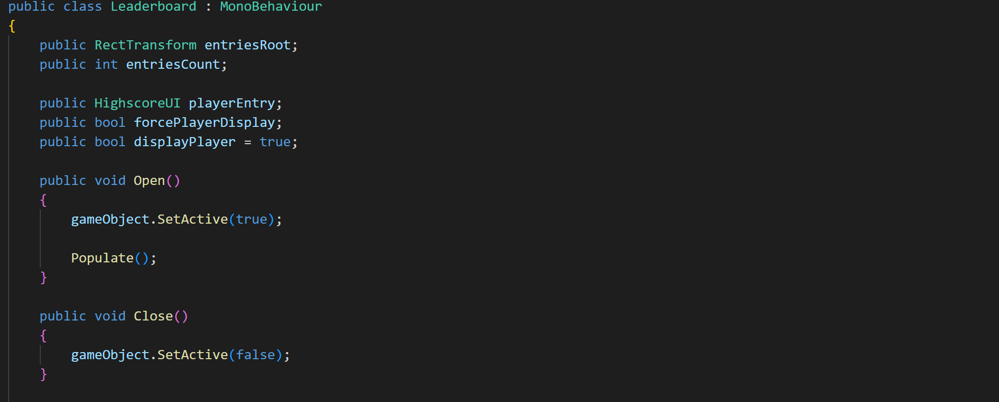 public class Leaderboard : MonoBehaviour
{
    public RectTransform entriesRoot;
    public int entriesCount;

    public HighscoreUI playerEntry;
    public bool forcePlayerDisplay;
    public bool displayPlayer = true;

    public void Open()
    {
        gameObject.SetActive(true);

        Populate();
    }

    public void Close()
    {
        gameObject.SetActive(false);
    }